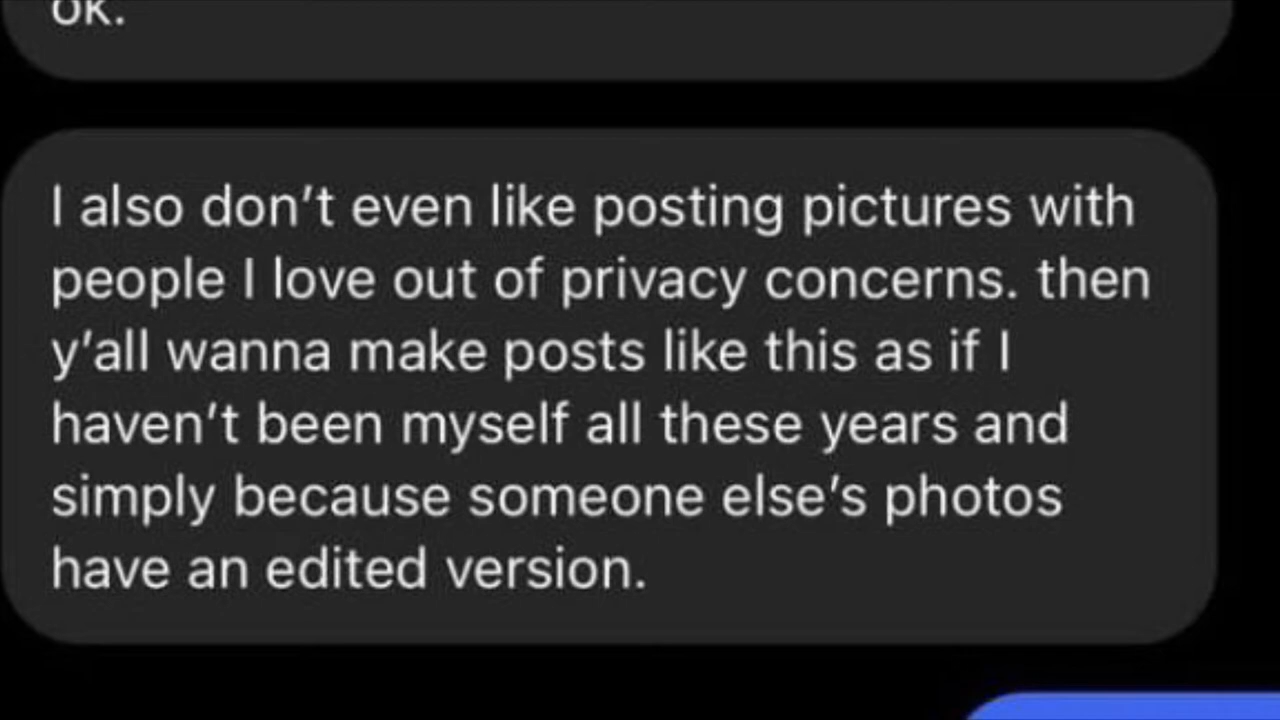 ok.
I also don’t even like posting pictures with
people I love out of privacy concerns. then
y’all wanna make posts like this as if I
haven’t been myself all these years and
simply because someone else’s photos
have an edited version.